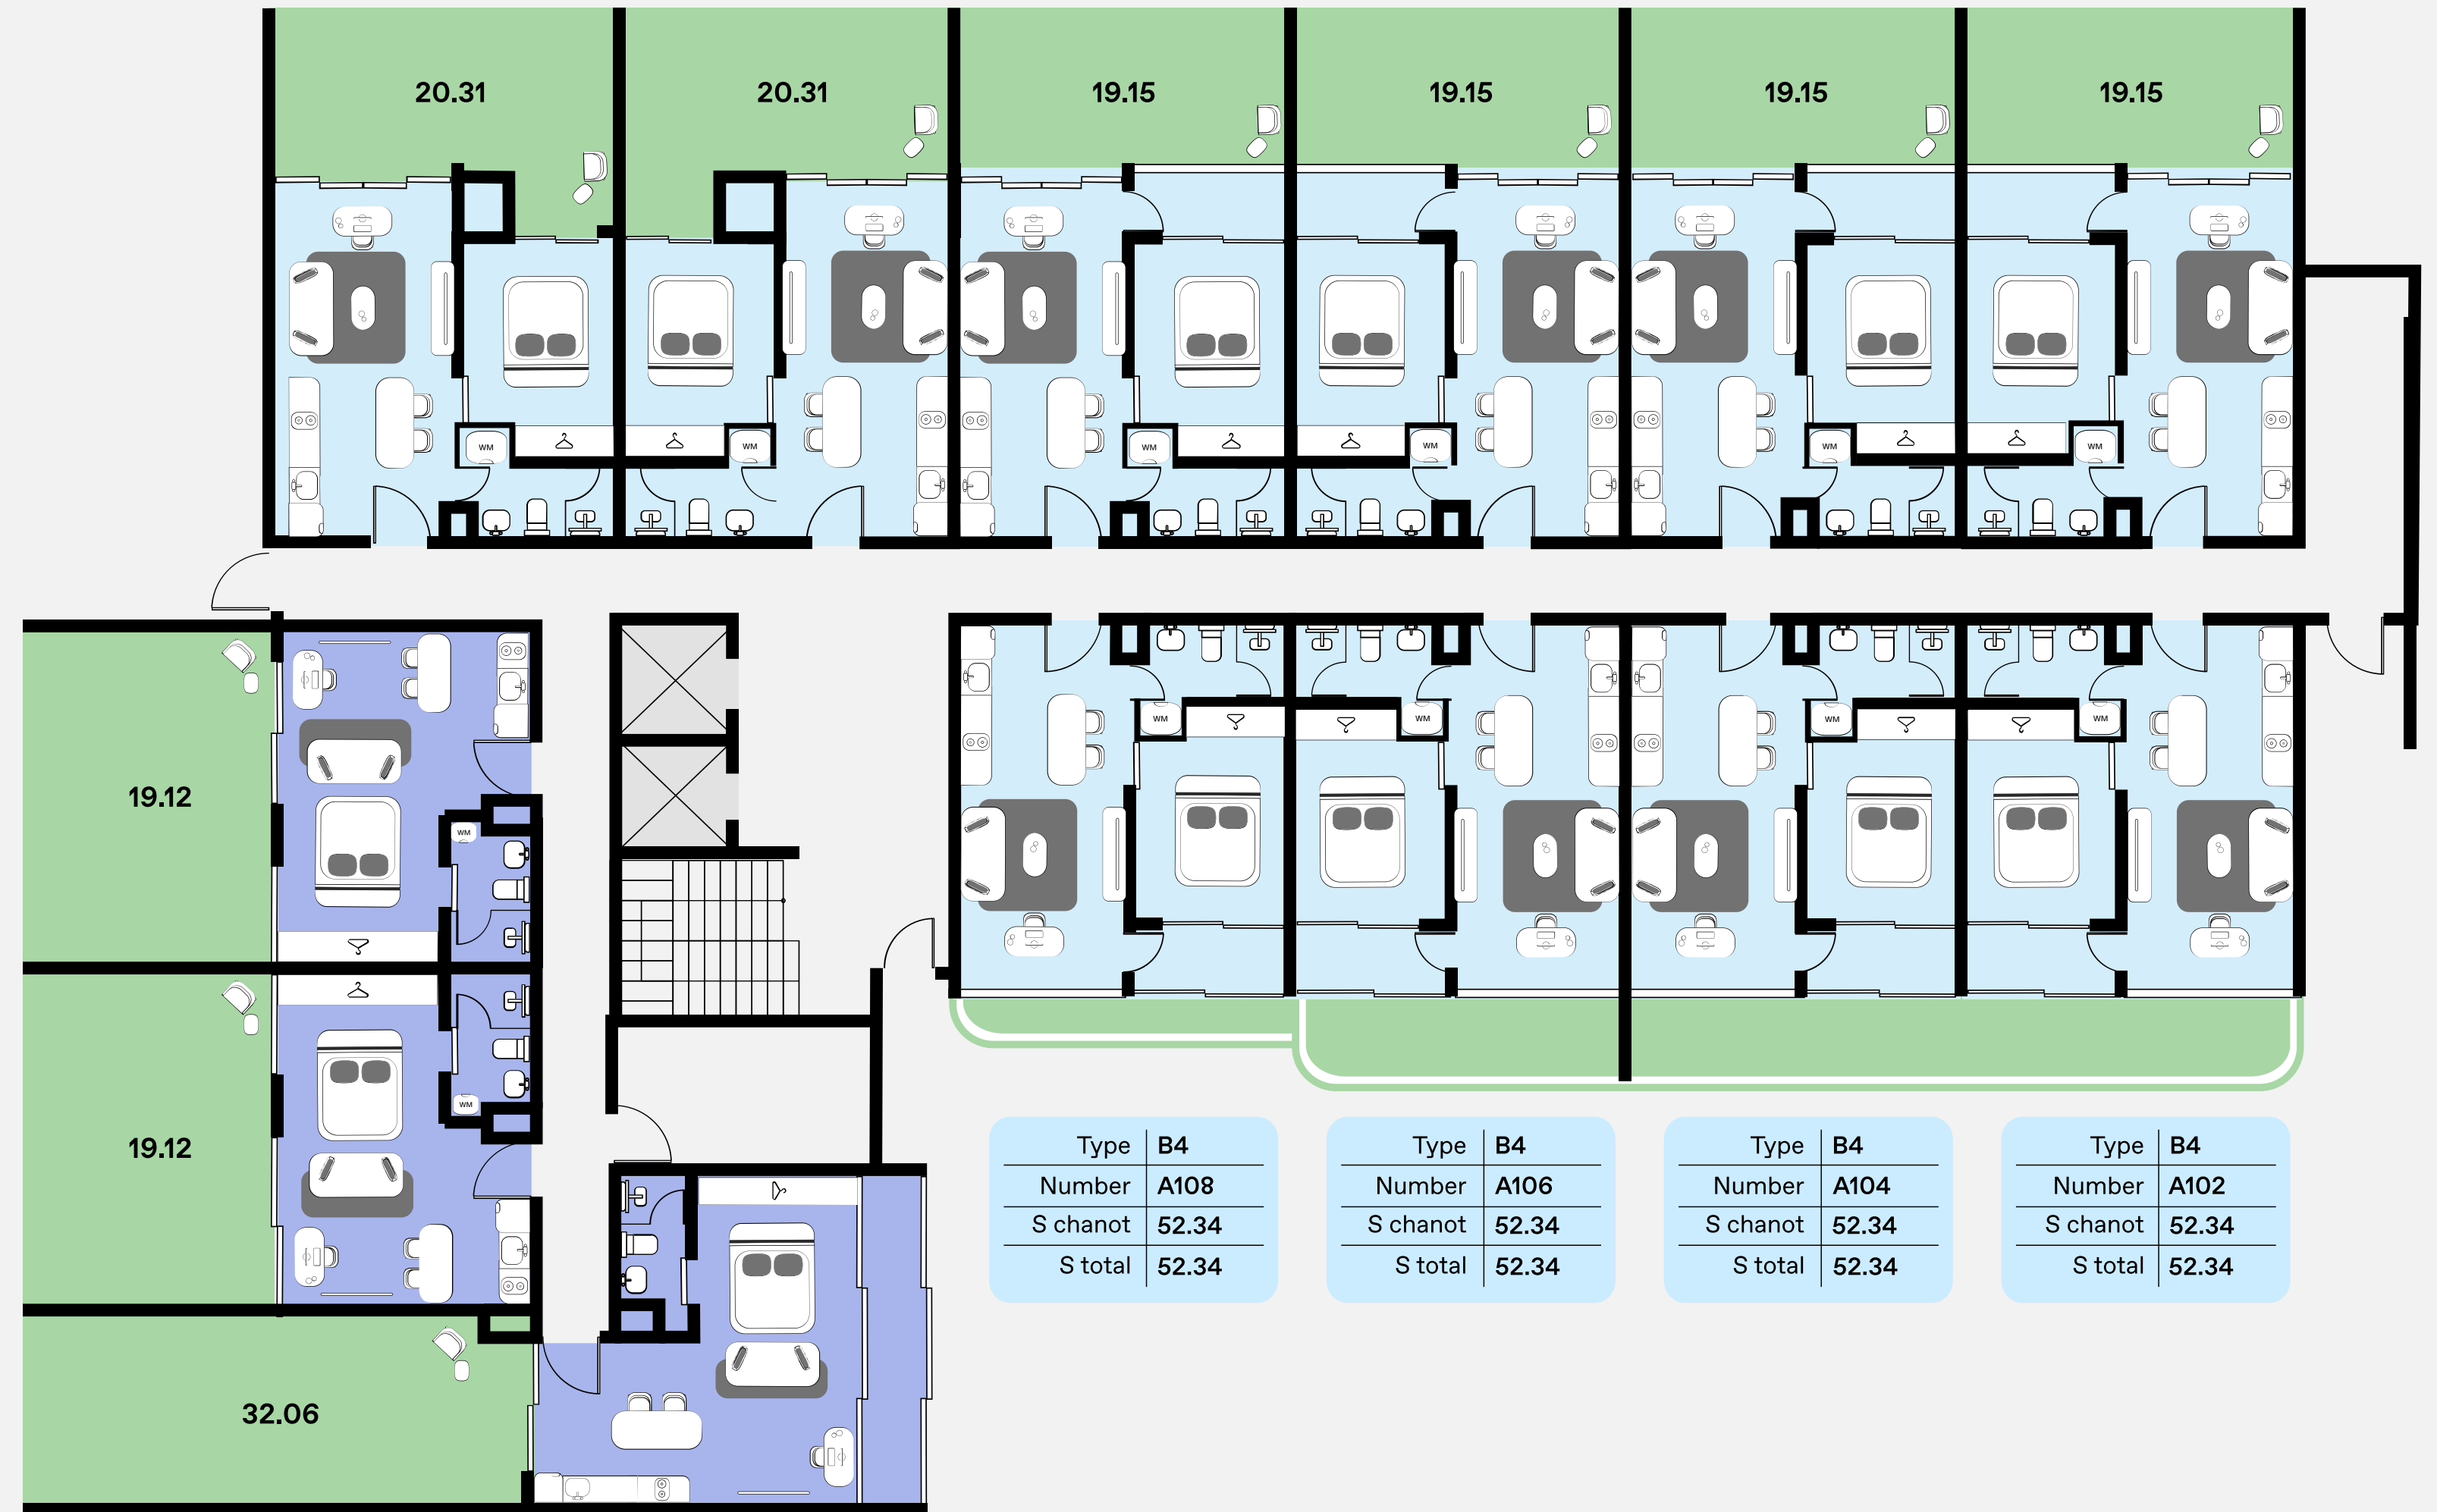 20.31
20.31
19.15
19.15
19.15
19.15
WM
WM
WM
WM
WM
WM
WM
WM
WM
WM
19.12
WM
19.12
WM
32.06
Type B4
Number A108
S chanot 52.34
S total 52.34
Type B4
Number A106
S chanot 52.34
S total 52.34
Type B4
Number A104
S chanot 52.34
S total 52.34
Type B4
Number A102
S chanot 52.34
S total 52.34